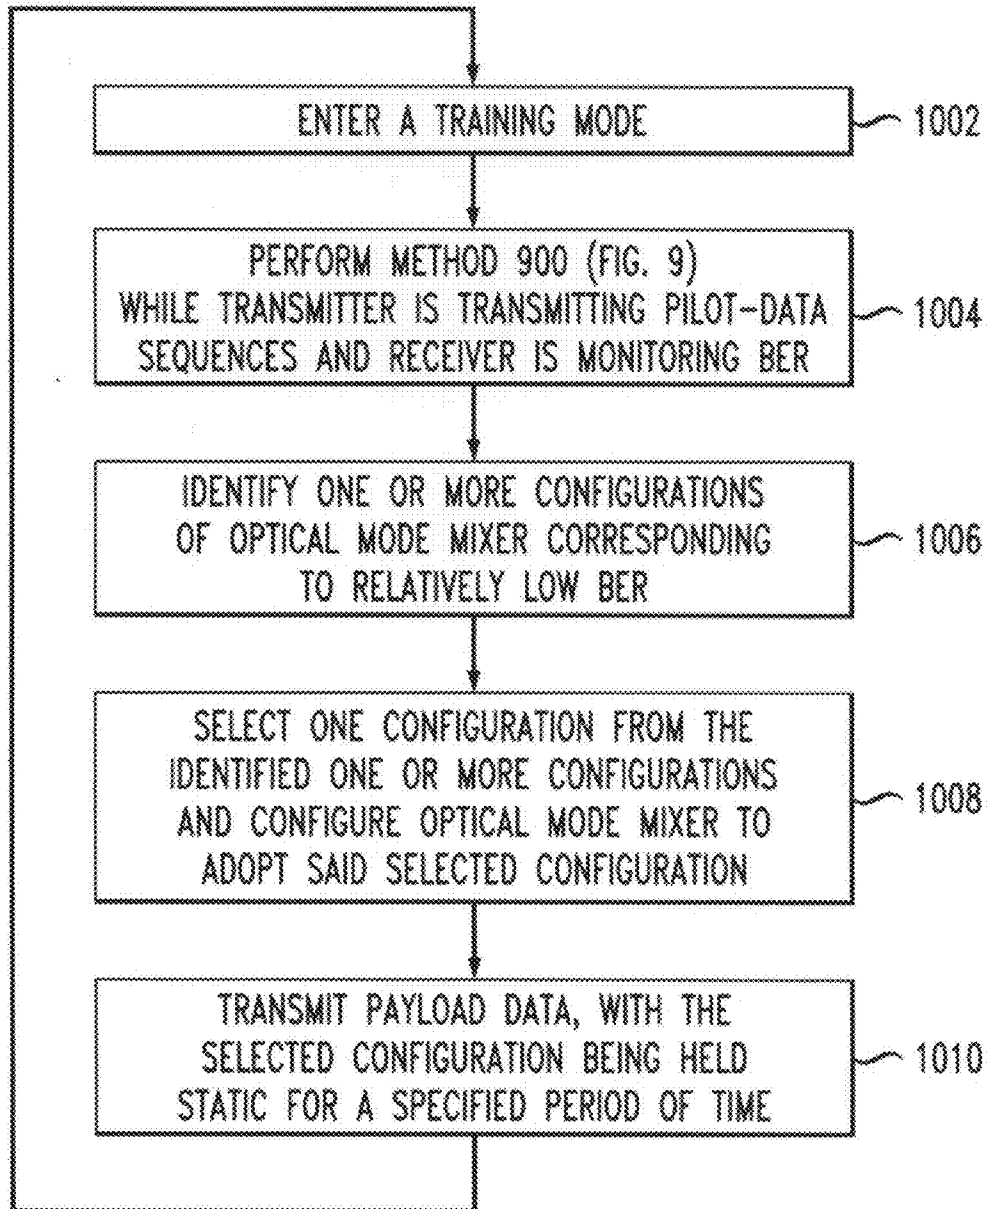 ENTER A TRAINING MODE
1002
PERFORM METHOD 900 (FIG. 9)
WHILE TRANSMITTER IS TRANSMITTING PILOT-DATA
SEQUENCES AND RECEIVER IS MONITORING BER
1004
IDENTIFY ONE OR MORE CONFIGURATIONS
OF OPTICAL MODE MIXER CORRESPONDING
TO RELATIVELY LOW BER
1006
SELECT ONE CONFIGURATION FROM THE
IDENTIFIED ONE OR MORE CONFIGURATIONS
AND CONFIGURE OPTICAL MODE MIXER TO
ADOPT SAID SELECTED CONFIGURATION
1008
TRANSMIT PAYLOAD DATA, WITH THE
SELECTED CONFIGURATION BEING HELD
STATIC FOR A SPECIFIED PERIOD OF TIME
1010